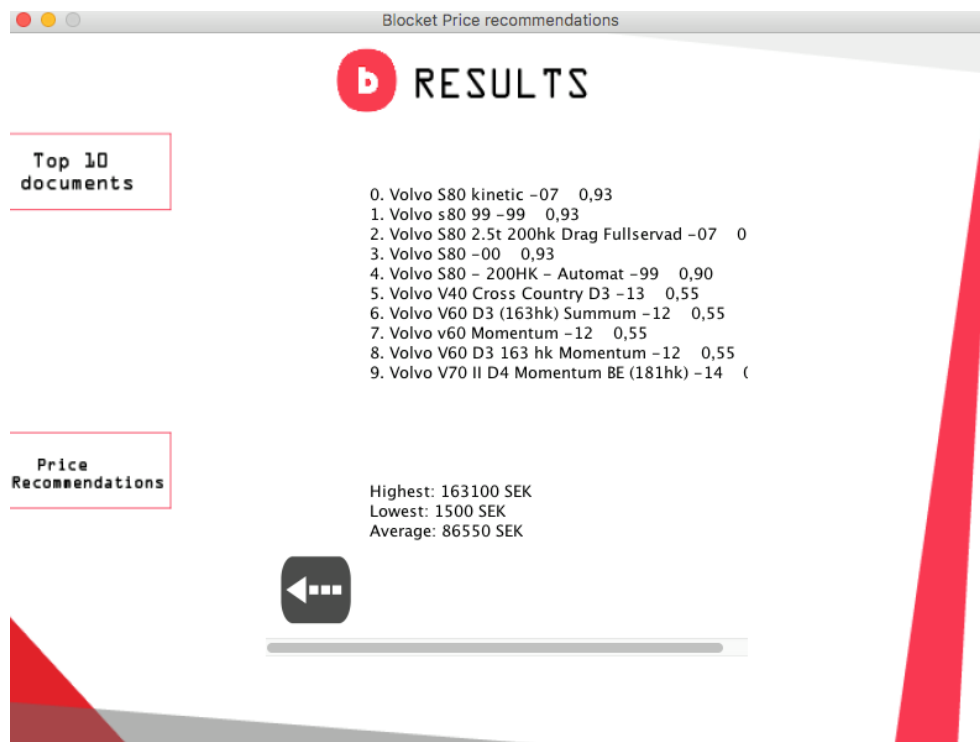 Blocket Price recommendations
b RESULTS
Top 10
documents
0. Volvo S80 kinetic -07 0,93
1. Volvo s80 99 -99 0,93
2. Volvo S80 2.5t 200hk Drag Fullservad -07 0
3. Volvo S80 -00 0,93
4. Volvo S80 - 200HK - Automat -99 0,90
5. Volvo V40 Cross Country D3 -13 0,55
6. Volvo V60 D3 (163hk) Summum -12 0,55
7. Volvo v60 Momentum -12 0,55
8. Volvo V60 D3 163 hk Momentum -12 0,55
9. Volvo V70 II D4 Momentum BE (181hk) -14
Price
Recommendations
Highest: 163100 SEK
Lowest: 1500 SEK
Average: 86550 SEK